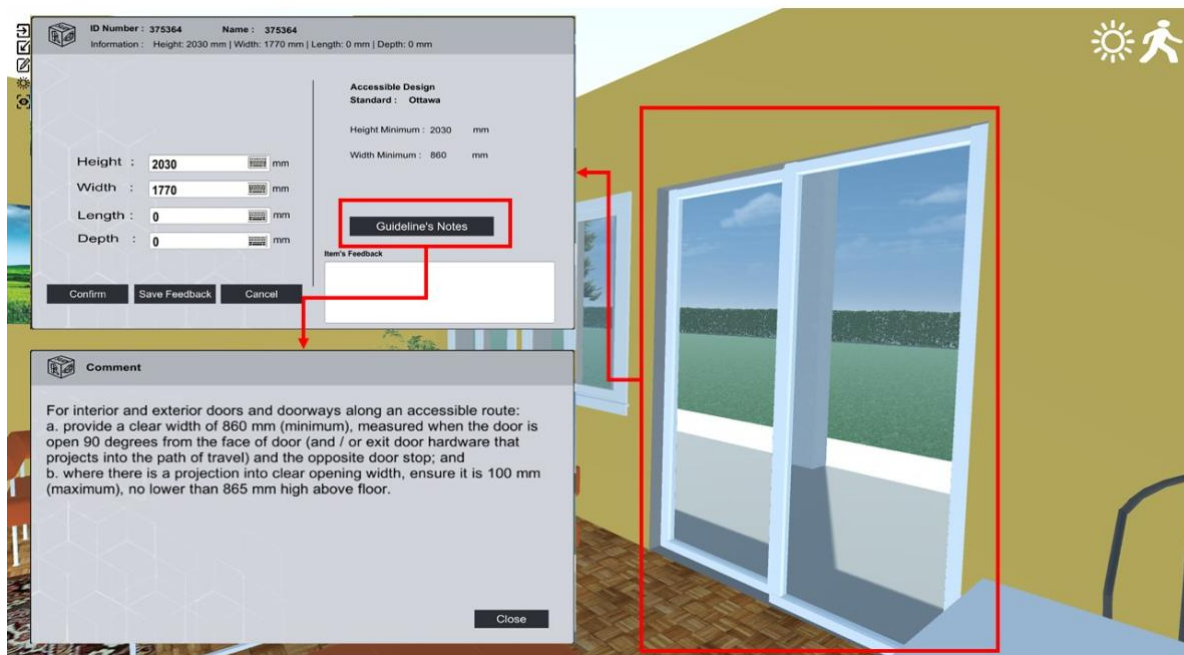 ID Number : 375364 Name : 375364
Information : Height: 2030 mm | Width: 1770 mm | Length: 0 mm | Depth: 0 mm
Accessible Design
Standard : Ottawa
Height Minimum : 2030 mm
Width Minimum : 860 mm
Height : 2030 mm
Width : 1770 mm
Length : 0 mm
Depth : 0 mm
Guideline's Notes
Item's Feedback
Confirm Save Feedback Cancel
Comment
For interior and exterior doors and doorways along an accessible route:
a. provide a clear width of 860 mm (minimum), measured when the door is
open 90 degrees from the face of door (and / or exit door hardware that
projects into the path of travel) and the opposite door stop; and
b. where there is a projection into clear opening width, ensure it is 100 mm
(maximum), no lower than 865 mm high above floor.
Close